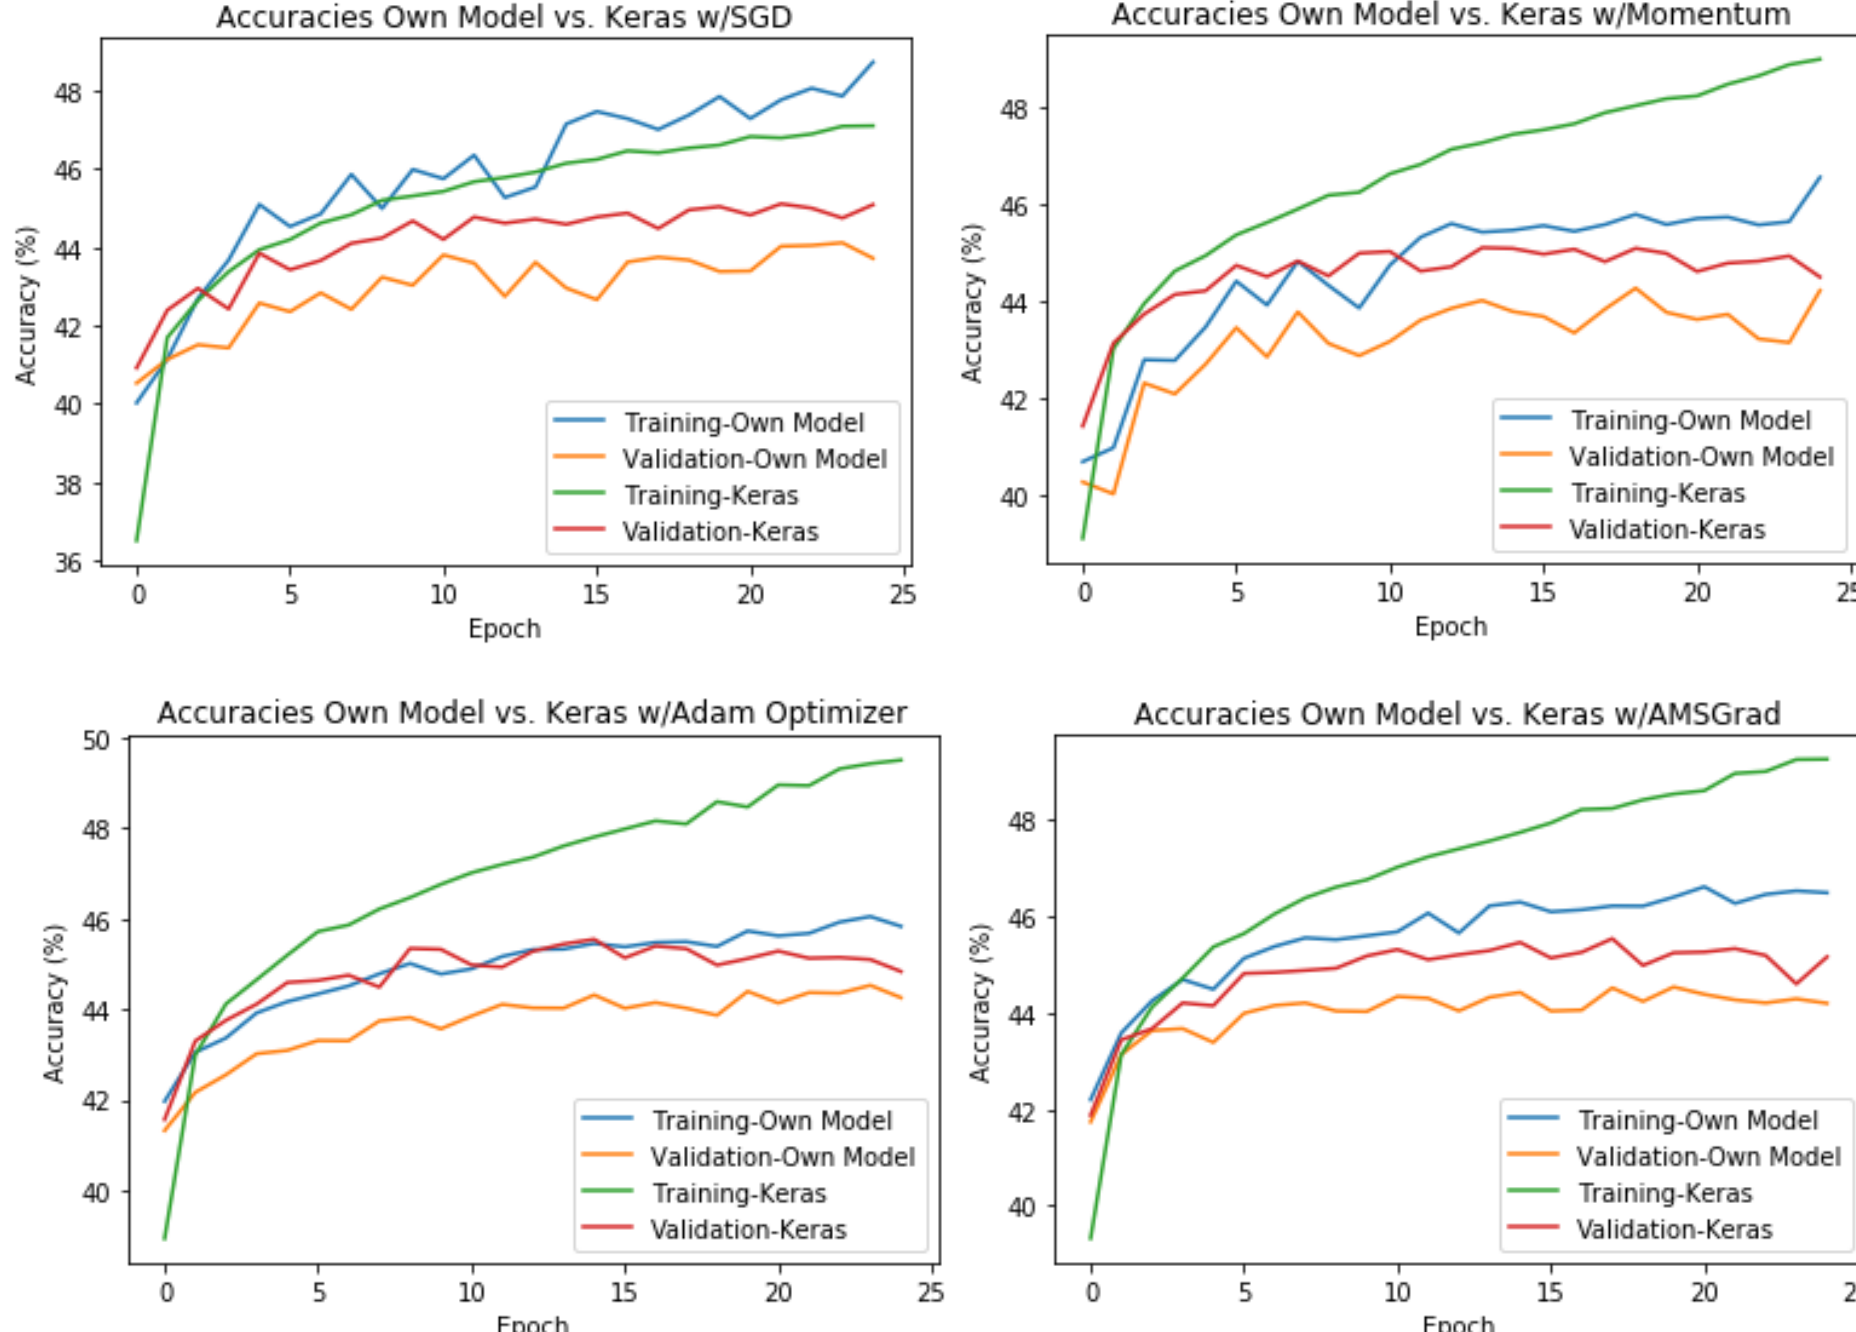 Accuracies Own Model vs. Keras w/SGD
48
46
44
42
40
38
36
Accuracy (%)
0 5 10 15 20 25
Epoch
Training-Own Model
Validation-Own Model
Training-Keras
Validation-Keras
Accuracies Own Model vs. Keras w/Momentum
48
46
44
42
40
Accuracy (%)
0 5 10 15 20 25
Epoch
Training-Own Model
Validation-Own Model
Training-Keras
Validation-Keras
Accuracies Own Model vs. Keras w/Adam Optimizer
50
48
46
44
42
40
Accuracy (%)
0 5 10 15 20 25
Epoch
Training-Own Model
Validation-Own Model
Training-Keras
Validation-Keras
Accuracies Own Model vs. Keras w/AMSGrad
48
46
44
42
40
Accuracy (%)
0 5 10 15 20 2
Epoch
Training-Own Model
Validation-Own Model
Training-Keras
Validation-Keras